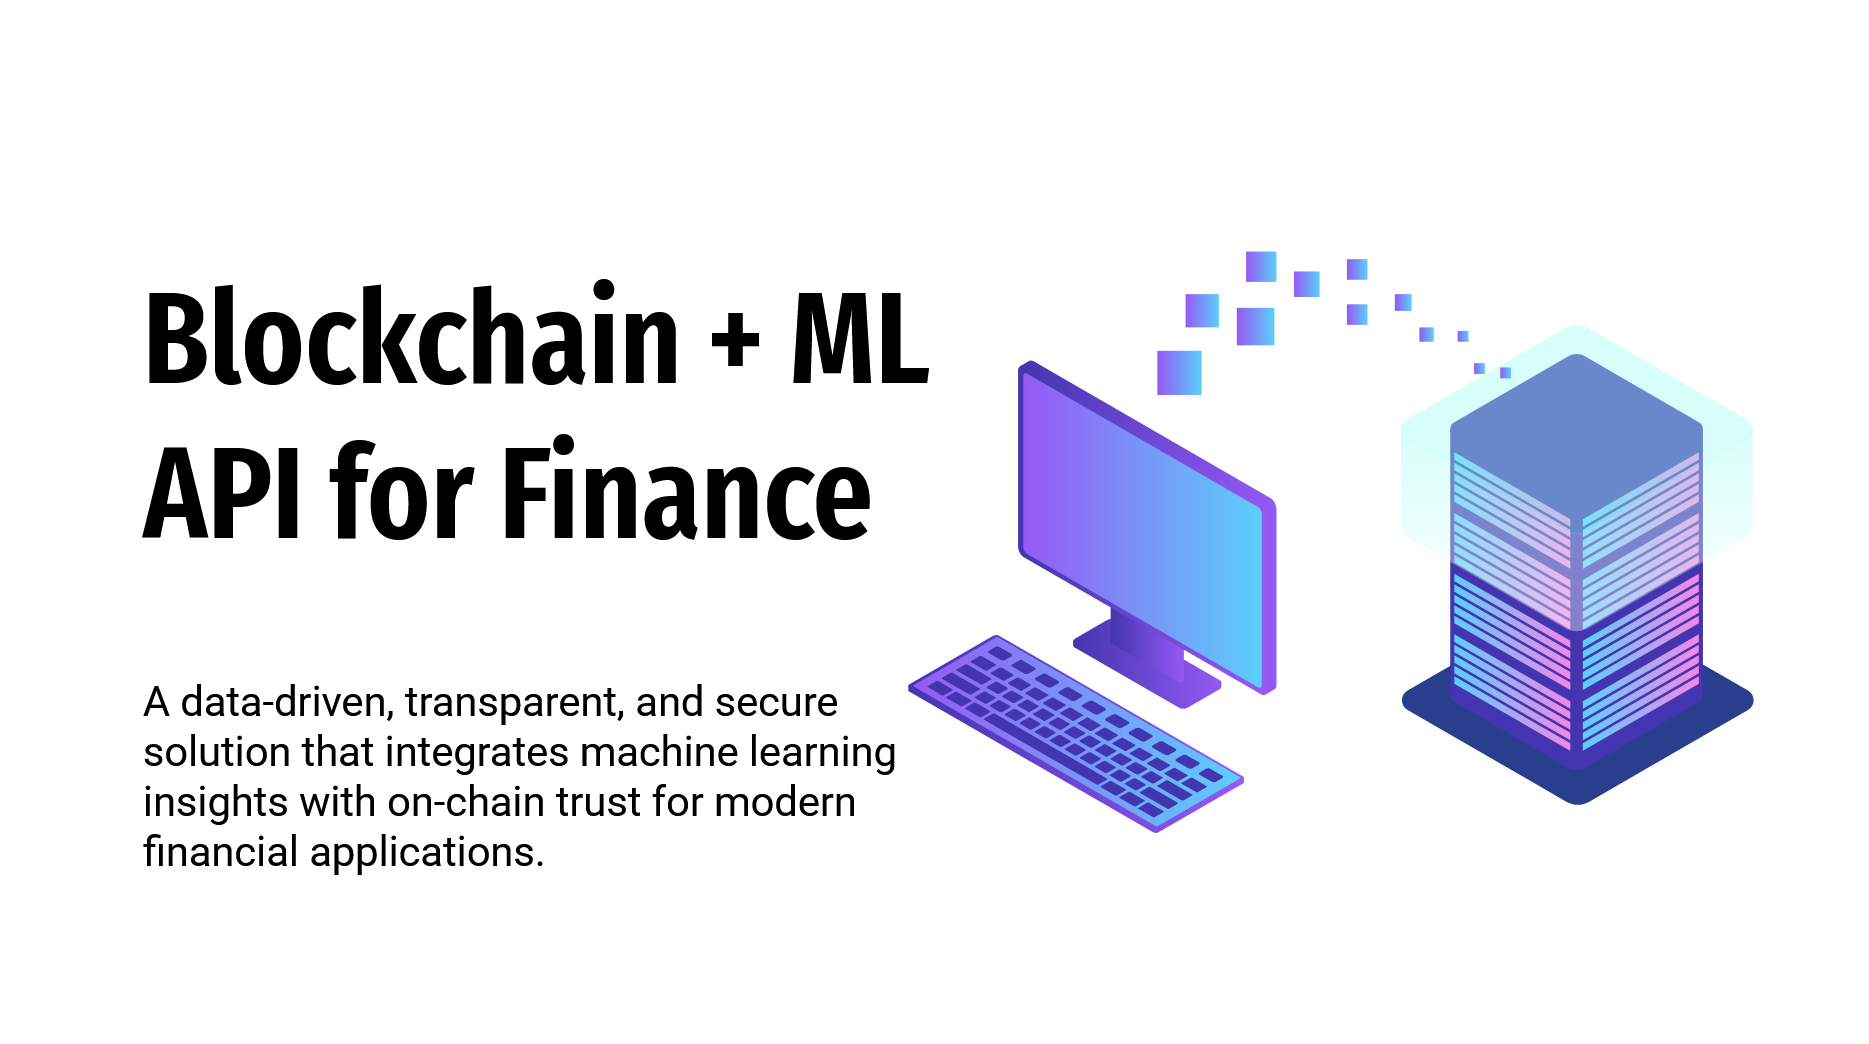 Blockchain + ML
API for Finance
A data-driven, transparent, and secure
solution that integrates machine learning
insights with on-chain trust for modern
financial applications.